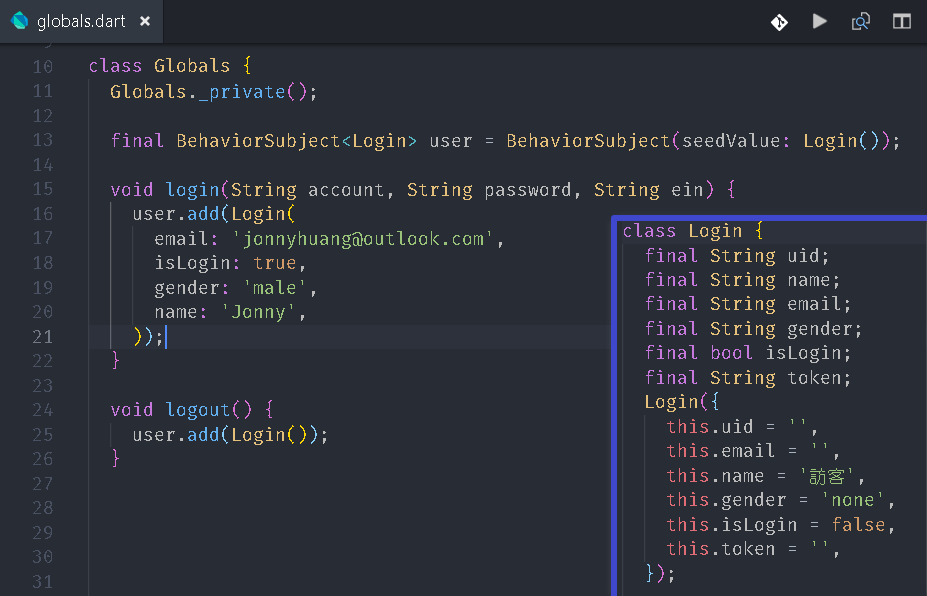 globals.dart ×
10 class Globals {
11 Globals._private();
12
13 final BehaviorSubject<Login> user = BehaviorSubject(seedValue: Login());
14
15 void login(String account, String password, String ein) {
16 user.add(Login(
17 email: 'jonnyhuang@outlook.com',
18 isLogin: true,
19 gender: 'male',
20 name: 'Jonny',
21 ));
22 }
23
24 void logout() {
25 user.add(Login());
26 }
27
28
29
30
31
class Login {
final String uid;
final String name;
final String email;
final String gender;
final bool isLogin;
final String token;
Login({
this.uid = '',
this.email = '',
this.name = '訪客',
this.gender = 'none',
this.isLogin = false,
this.token = '',
});